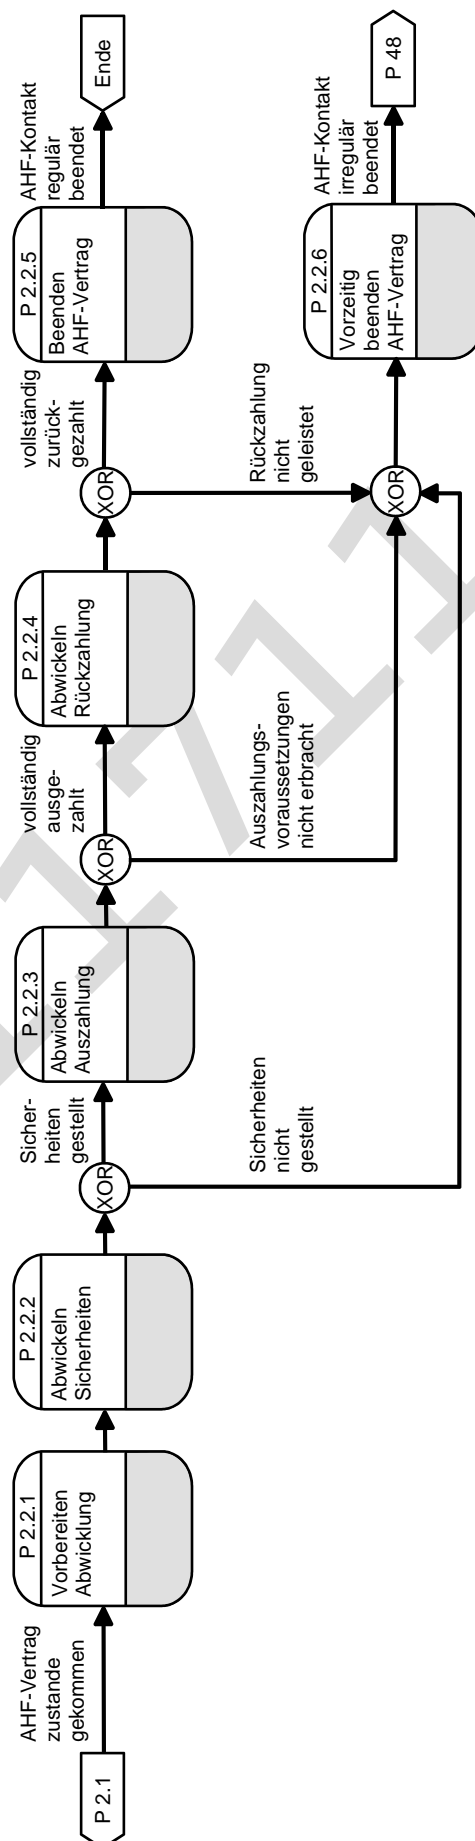 P 2.1
AHF-Vertrag
zustande
gekommen
P 2.2.1
Vorbereiten
Abwicklung
P 2.2.2
Abwickeln
Sicherheiten
XOR
Sicher-
heiten
gestellt
P 2.2.3
Abwickeln
Auszahlung
XOR
vollständig
ausge-
zahlt
P 2.2.4
Abwickeln
Rückzahlung
XOR
vollständig
zurück-
gezahlt
P 2.2.5
Beenden
AHF-Vertrag
AHF-Kontakt
regulär
beendet
Ende
Sicherheiten
nicht
gestellt
Auszahlungs-
voraussetzungen
nicht erbracht
Rückzahlung
nicht
geleistet
XOR
P 2.2.6
Vorzeitig
beenden
AHF-Vertrag
AHF-Kontakt
irregulär
beendet
P 48